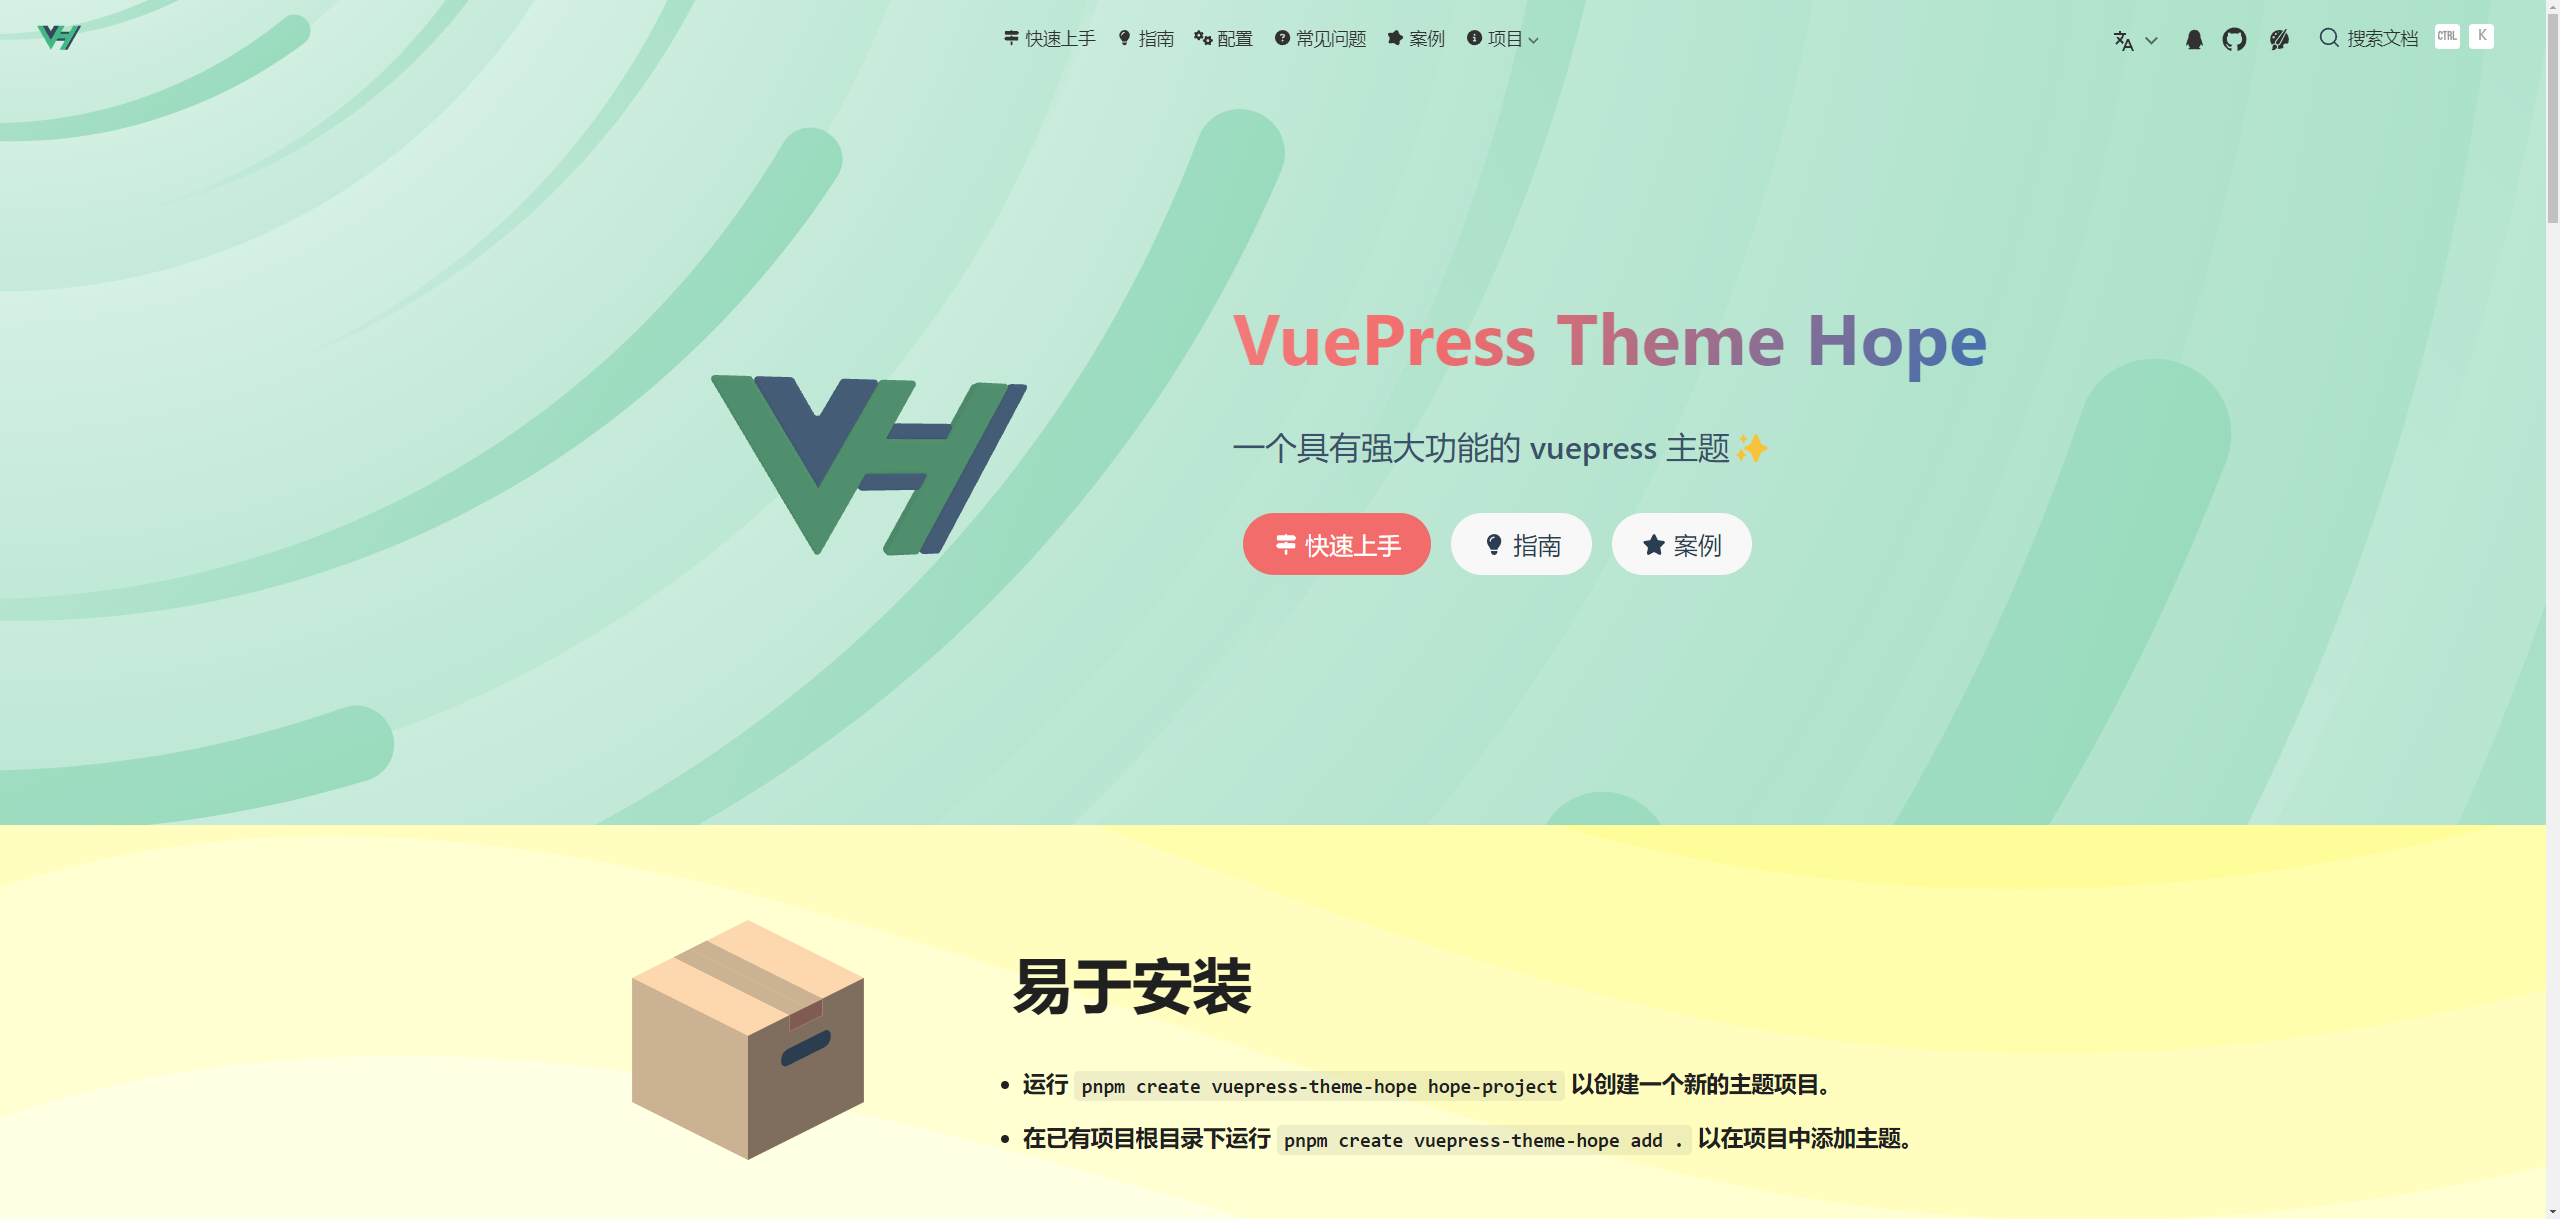 VH 快速上手 指南 配置 常见问题 案例 项目 搜索文档 CTRL K
VuePress Theme Hope
VH
一个具有强大功能的 vuepress 主题✨
快速上手 指南 案例
易于安装
• 运行 pnpm create vuepress-theme-hope hope-project 以创建一个新的主题项目。
• 在已有项目根目录下运行 pnpm create vuepress-theme-hope add . 以在项目中添加主题。